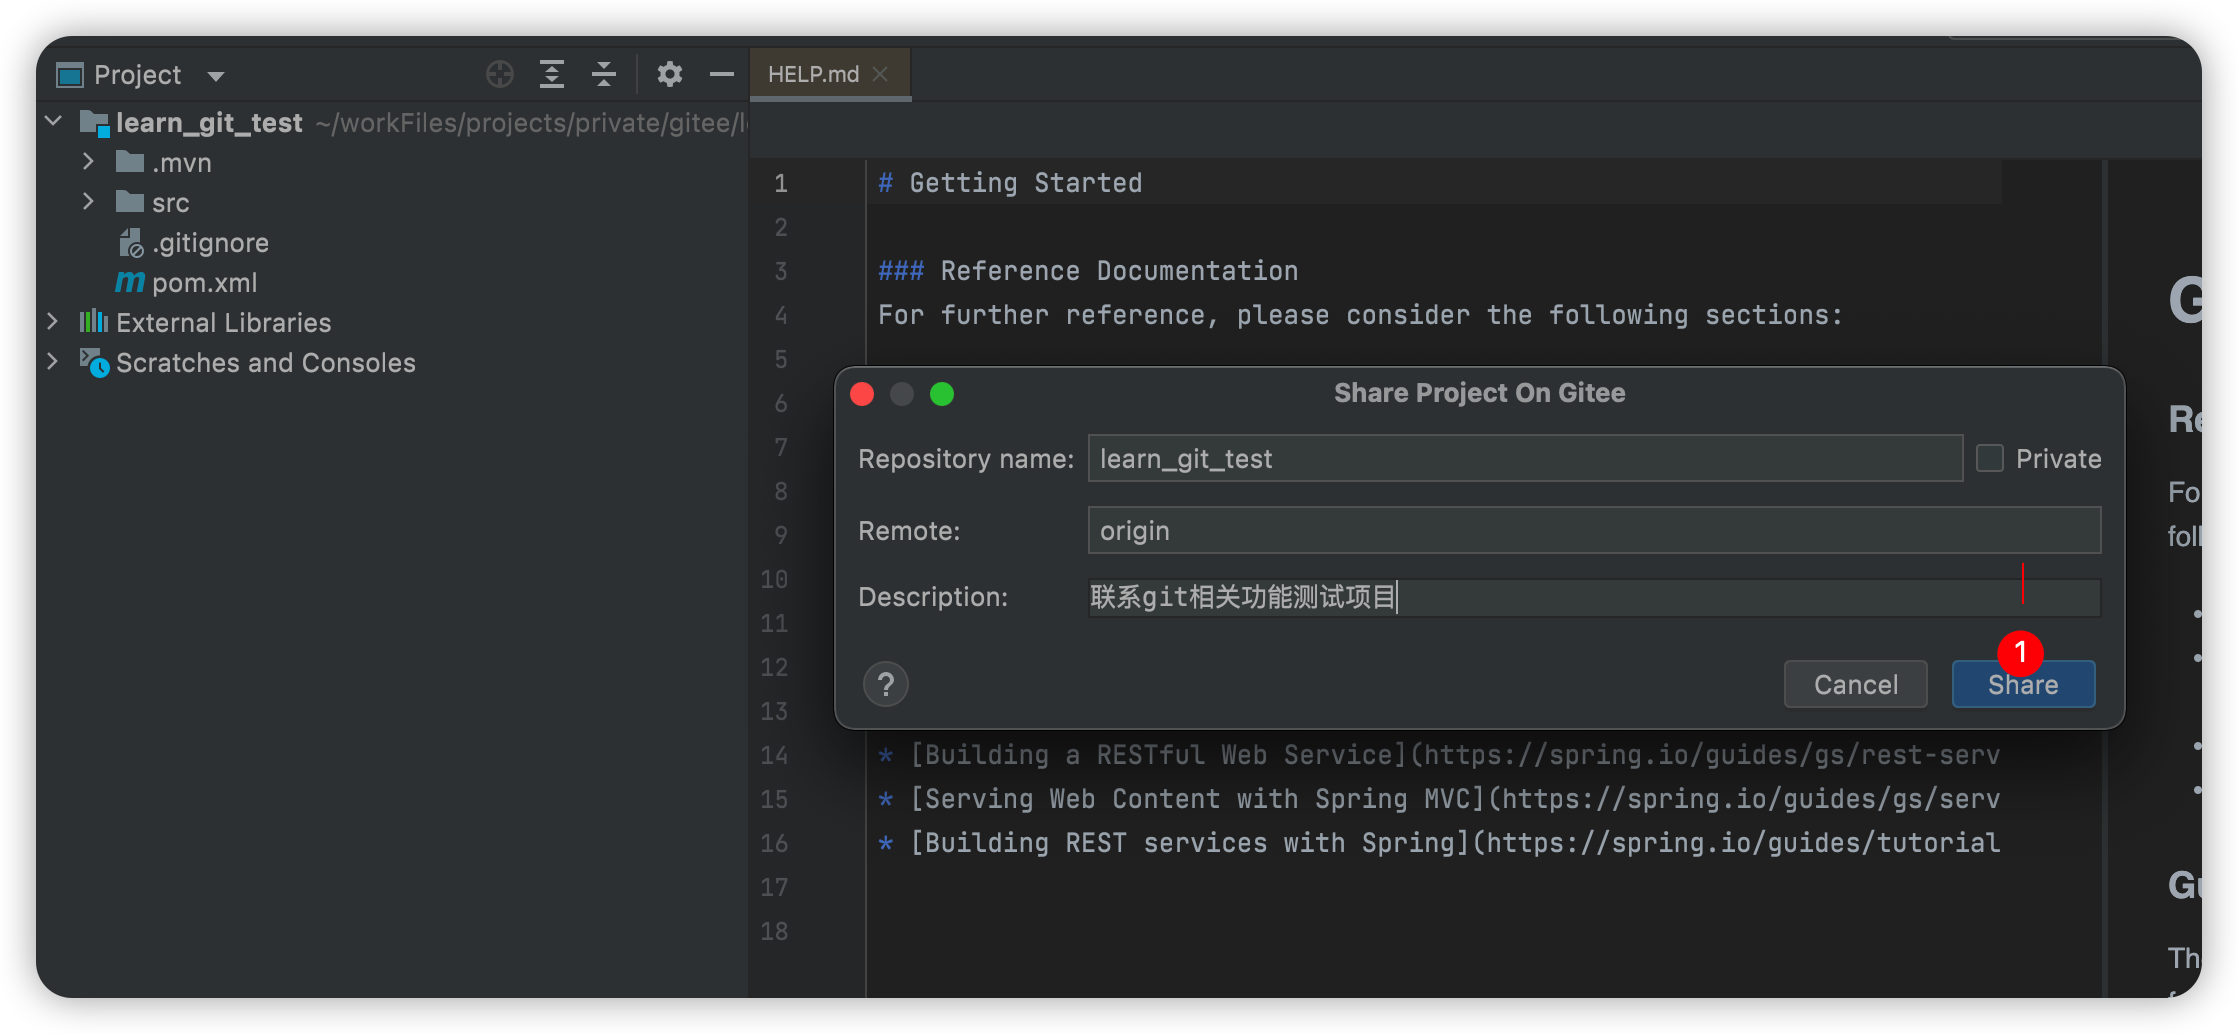 Project
HELP.md
learn_git_test ~/workFiles/projects/private/gitee/l
.mvn
src
.gitignore
pom.xml
External Libraries
Scratches and Consoles
1 # Getting Started
2
3 ### Reference Documentation
4 For further reference, please consider the following sections:
5
6
7
8
9
10
11
12
13
14 * [Building a RESTful Web Service](https://spring.io/guides/gs/rest-serv
15 * [Serving Web Content with Spring MVC](https://spring.io/guides/gs/serv
16 * [Building REST services with Spring](https://spring.io/guides/tutorial
17
18
Share Project On Gitee
Repository name: learn_git_test Private
Remote: origin
Description: 联系git相关功能测试项目
?
Cancel
1
Share
G
Re
Fo
foll
Gu
Th